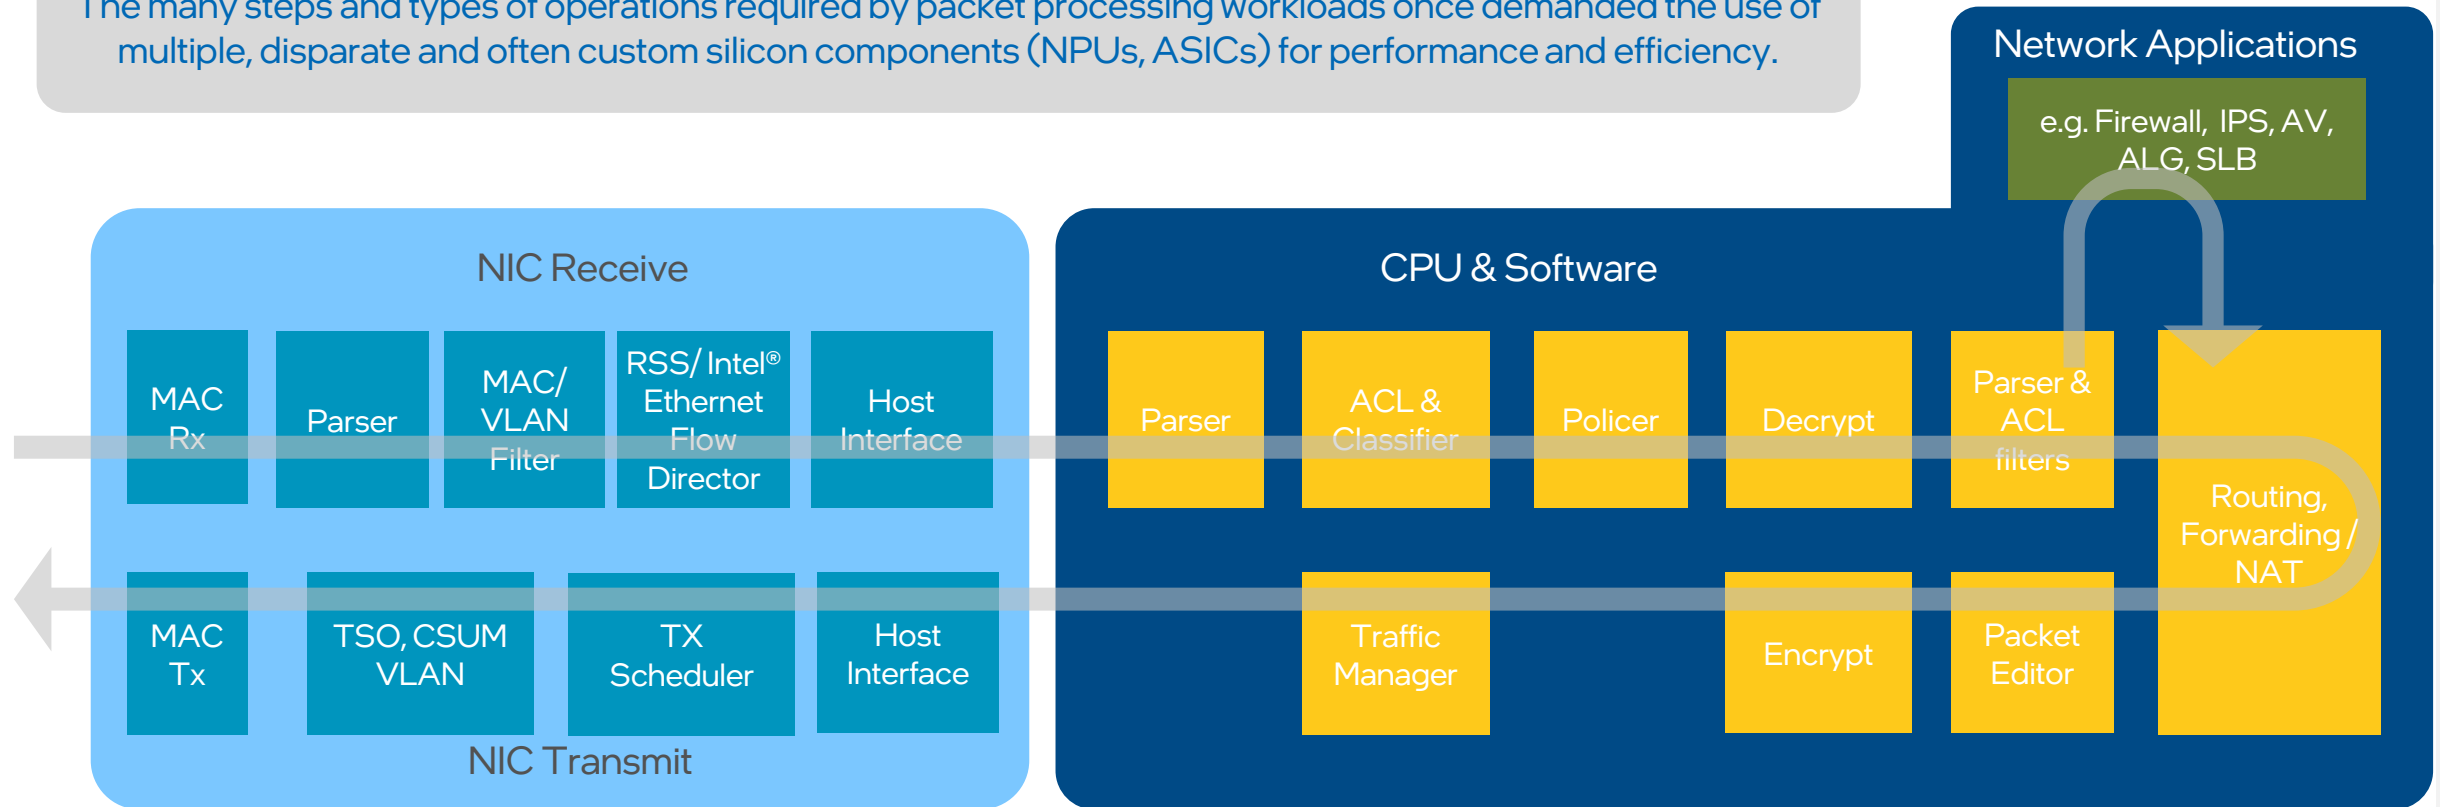 The many steps and types of operations required by packet processing workloads once demanded the use of
multiple, disparate and often custom silicon components (NPUs, ASICs) for performance and efficiency.
Network Applications
e.g. Firewall, IPS, AV,
ALG, SLB
NIC Receive
MAC
Rx
Parser
MAC/
VLAN
Filter
RSS/ Intel®
Ethernet
Flow
Director
Host
Interface
CPU & Software
Parser
ACL &
Classifier
Policer
Decrypt
Parser &
ACL
filters
Routing,
Forwarding /
NAT
MAC
Tx
TSO, CSUM
VLAN
TX
Scheduler
Host
Interface
NIC Transmit
Traffic
Manager
Encrypt
Packet
Editor